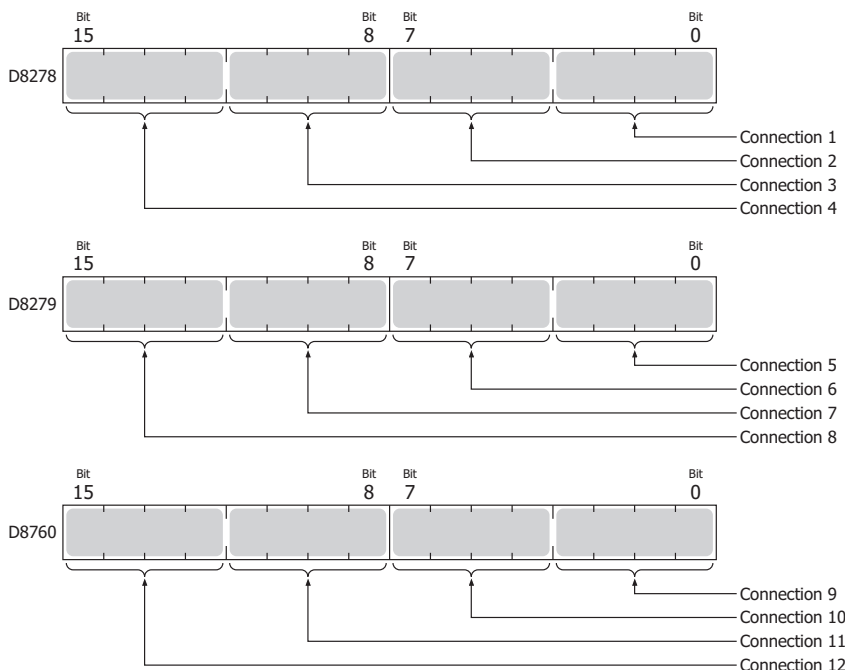 Bit Bit Bit Bit
15 8 7 0
D8278
Connection 1
Connection 2
Connection 3
Connection 4
Bit Bit Bit Bit
15 8 7 0
D8279
Connection 5
Connection 6
Connection 7
Connection 8
Bit Bit Bit Bit
15 8 7 0
D8760
Connection 9
Connection 10
Connection 11
Connection 12